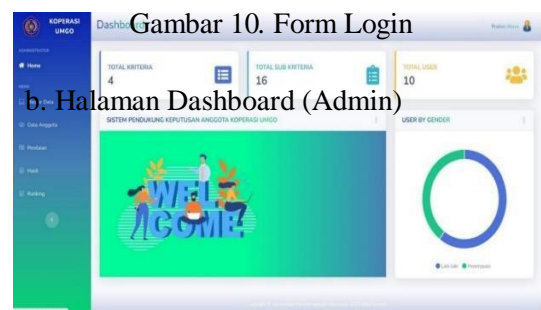 KOPERASI
UMGO
Dashboard
Gambar 10. Form Login
ADMINISTRATOR
Home
TOTAL KRITERIA
4
TOTAL SUB KRITERIA
16
TOTAL USER
10
b. Halaman Dashboard (Admin)
Data Anggota
Penilaian
Hasil
Ranking
SISTEM PENDUKUNG KEPUTUSAN ANGGOTA KOPERASI UMGO
USER BY GENDER
WELCOME
Laki-laki
Perempuan